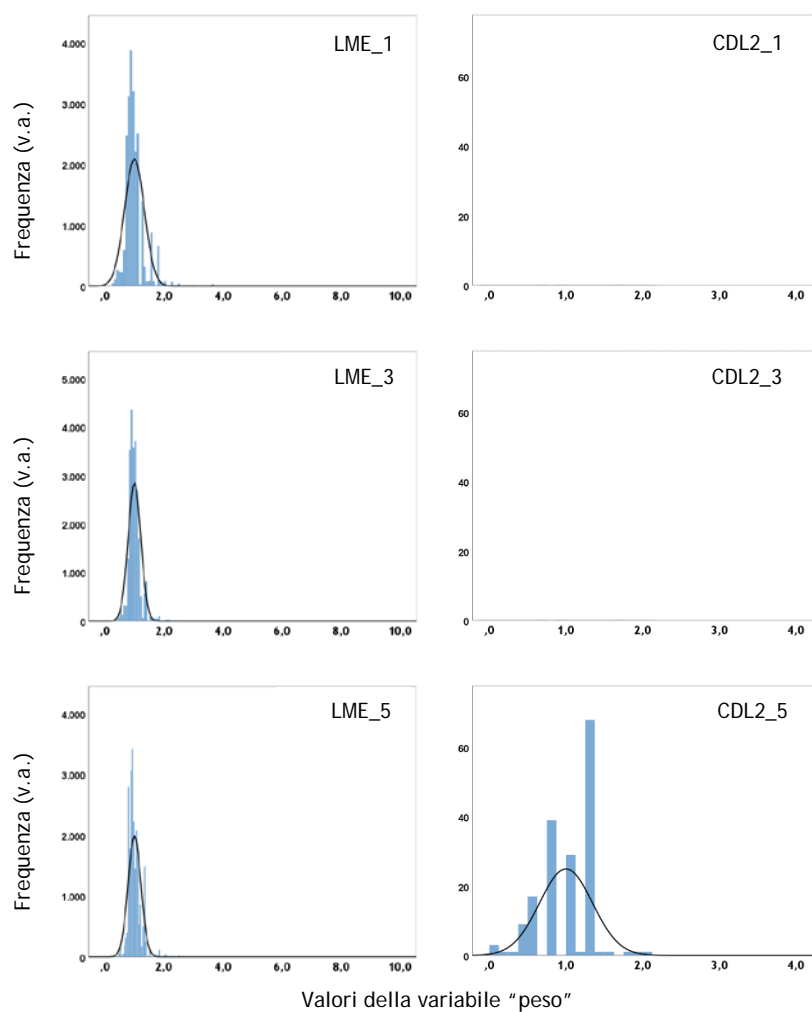 LME_1
4.000
3.000
2.000
1.000
0
,0 2,0 4,0 6,0 8,0 10,0
Frequenza (v.a.)
CDL2_1
60
40
20
0
,0 1,0 2,0 3,0 4,0
LME_3
5.000
4.000
3.000
2.000
1.000
0
,0 2,0 4,0 6,0 8,0 10,0
Frequenza (v.a.)
CDL2_3
60
40
20
0
,0 1,0 2,0 3,0 4,0
LME_5
4.000
3.000
2.000
1.000
0
,0 2,0 4,0 6,0 8,0 10,0
Frequenza (v.a.)
CDL2_5
60
40
20
0
,0 1,0 2,0 3,0 4,0
Valori della variabile “peso”